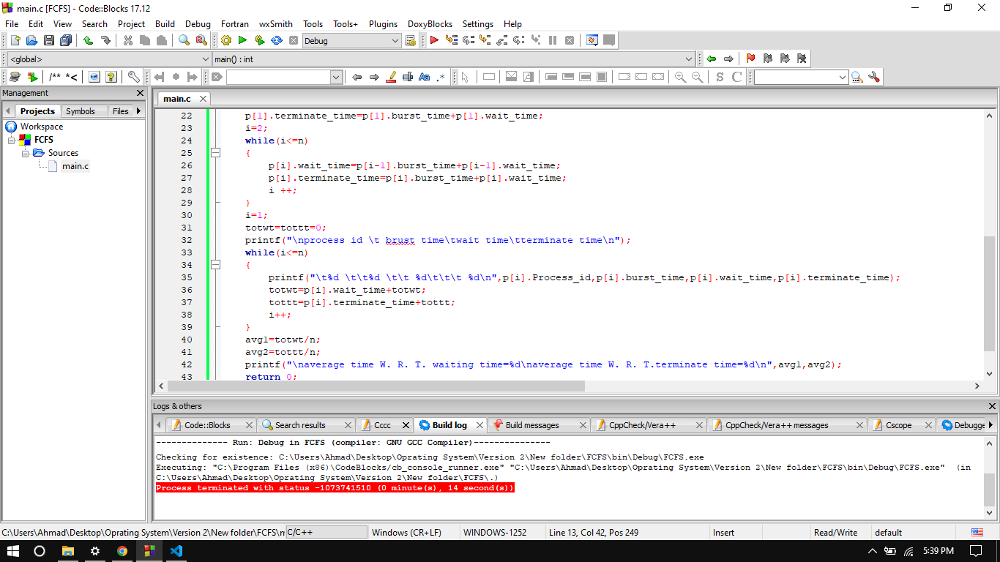 main.c [FCFS] - Code::Blocks 17.12
File Edit View Search Project Build Debug Fortran wxSmith Tools Tools+ Plugins DoxyBlocks Settings Help
Debug
<global> main() : int
/** *<
Aa .*
S C
Management
Projects Symbols Files
Workspace
FCFS
Sources
main.c
main.c
22 p[1].terminate_time=p[1].burst_time+p[1].wait_time;
23 i=2;
24 while(i<=n)
25 {
26 p[i].wait_time=p[i-1].burst_time+p[i-1].wait_time;
27 p[i].terminate_time=p[i].burst_time+p[i].wait_time;
28 i ++;
29 }
30 i=1;
31 totwt=tottt=0;
32 printf("\nprocess id \t brust time\twait time\tterminate time\n");
33 while(i<=n)
34 {
35 printf("\t%d \t\t%d \t\t %d\t\t\t %d\n",p[i].Process_id,p[i].burst_time,p[i].wait_time,p[i].terminate_time);
36 totwt=p[i].wait_time+totwt;
37 tottt=p[i].terminate_time+tottt;
38 i++;
39 }
40 avg1=totwt/n;
41 avg2=tottt/n;
42 printf("\naverage time W. R. T. waiting time=%d\naverage time W. R. T.terminate time=%d\n",avg1,avg2);
43 return 0;
Logs & others
Code::Blocks Search results Cccc Build log Build messages CppCheck/Vera++ CppCheck/Vera++ messages Cscope Debugge
-------------- Run: Debug in FCFS (compiler: GNU GCC Compiler)---------------
Checking for existence: C:\Users\Ahmad\Desktop\Oprating System\Version 2\New folder\FCFS\bin\Debug\FCFS.exe
Executing: "C:\Program Files (x86)\CodeBlocks/cb_console_runner.exe" "C:\Users\Ahmad\Desktop\Oprating System\Version 2\New folder\FCFS\bin\Debug\FCFS.exe" (in
C:\Users\Ahmad\Desktop\Oprating System\Version 2\New folder\FCFS\.)
Process terminated with status -1073741510 (0 minute(s), 14 second(s))
C:\Users\Ahmad\Desktop\Oprating System\Version 2\New folder\FCFS\m C/C++ Windows (CR+LF) WINDOWS-1252 Line 13, Col 42, Pos 249 Insert Read/Write default
5:39 PM